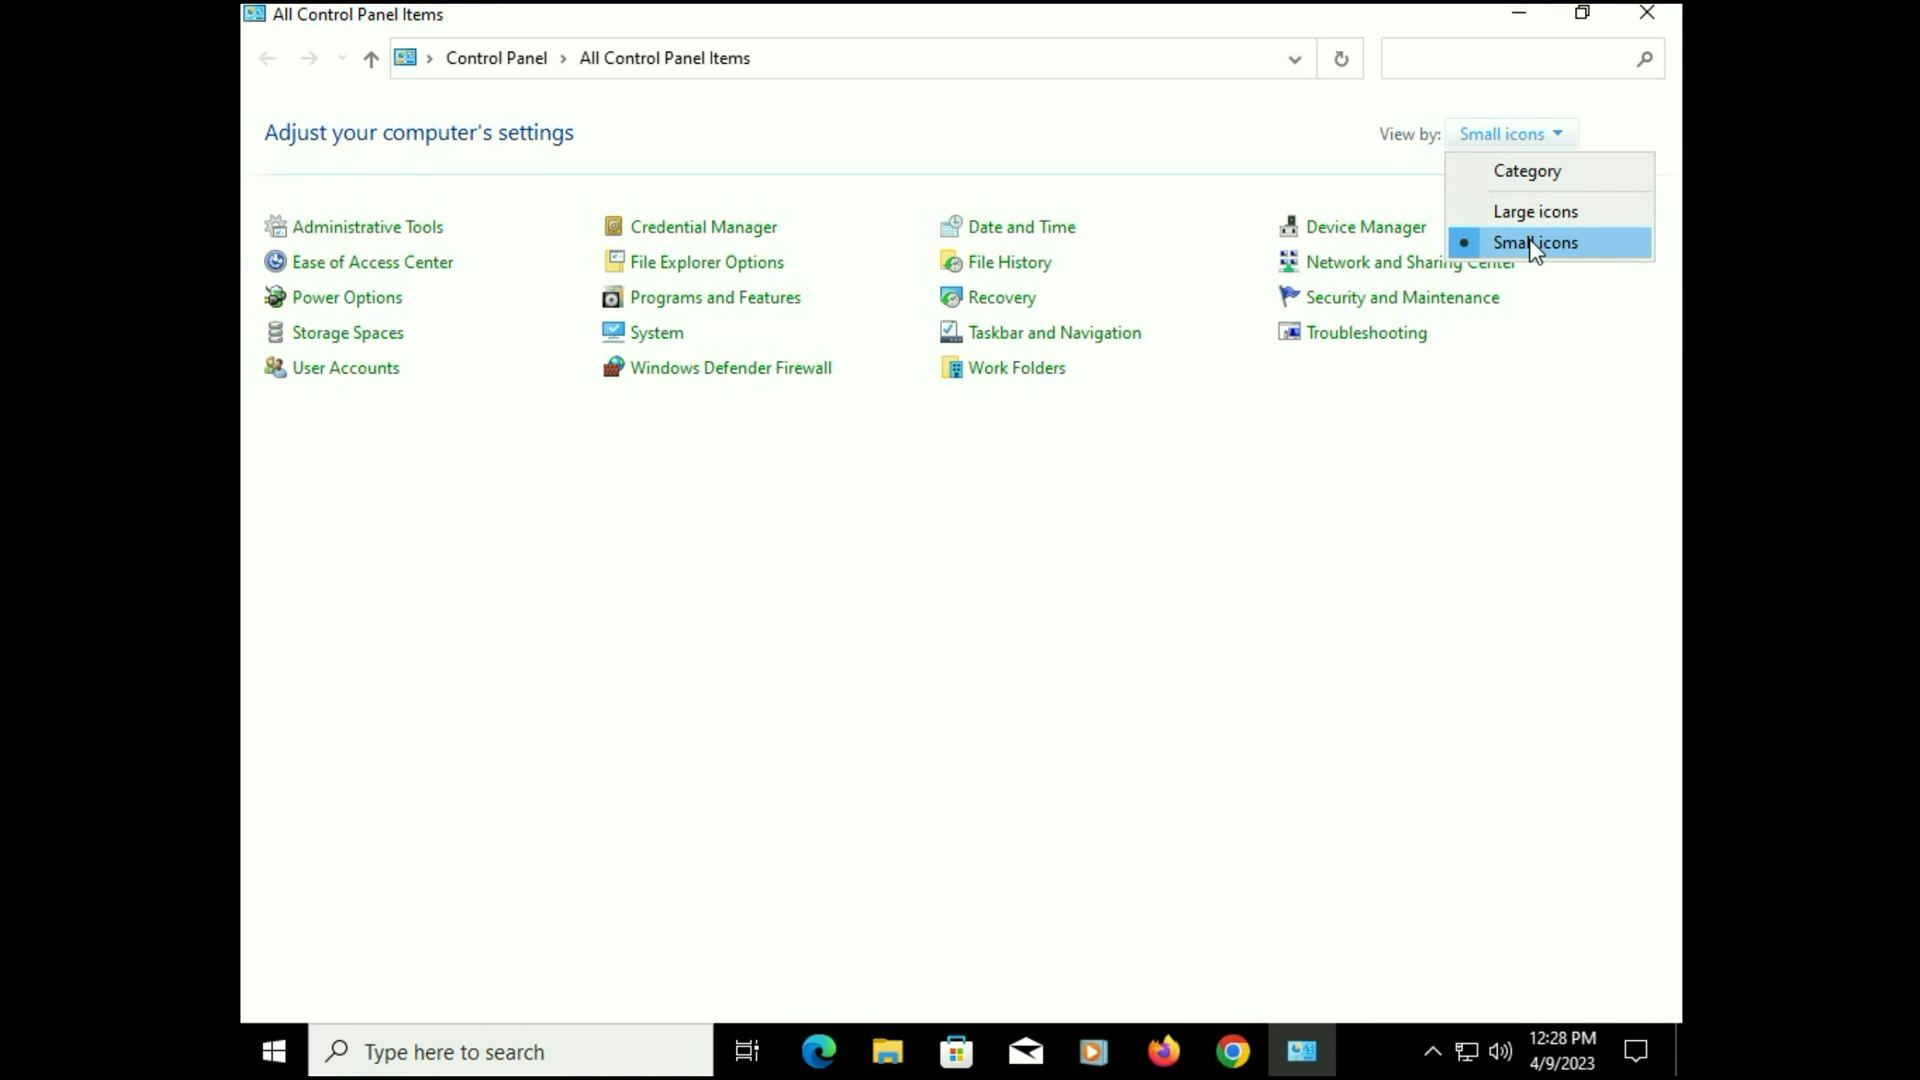 All Control Panel Items
Control Panel > All Control Panel Items
Adjust your computer's settings
View by: Small icons
Category
Large icons
Small icons
Administrative Tools
Credential Manager
Date and Time
Device Manager
Ease of Access Center
File Explorer Options
File History
Network and Sharing Center
Power Options
Programs and Features
Recovery
Security and Maintenance
Storage Spaces
System
Taskbar and Navigation
Troubleshooting
User Accounts
Windows Defender Firewall
Work Folders
Type here to search
12:28 PM
4/9/2023